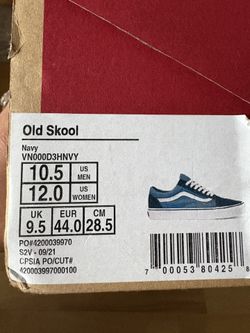 Old Skool
Navy
VN000D3HNVY
10.5 US MEN
12.0 US WOMEN
UK EUR CM
9.5 44.0 28.5
PO#4200039970
S2V - 09/21
CPSIA PO/CUT#
420003997000100
7 00053 80425 8